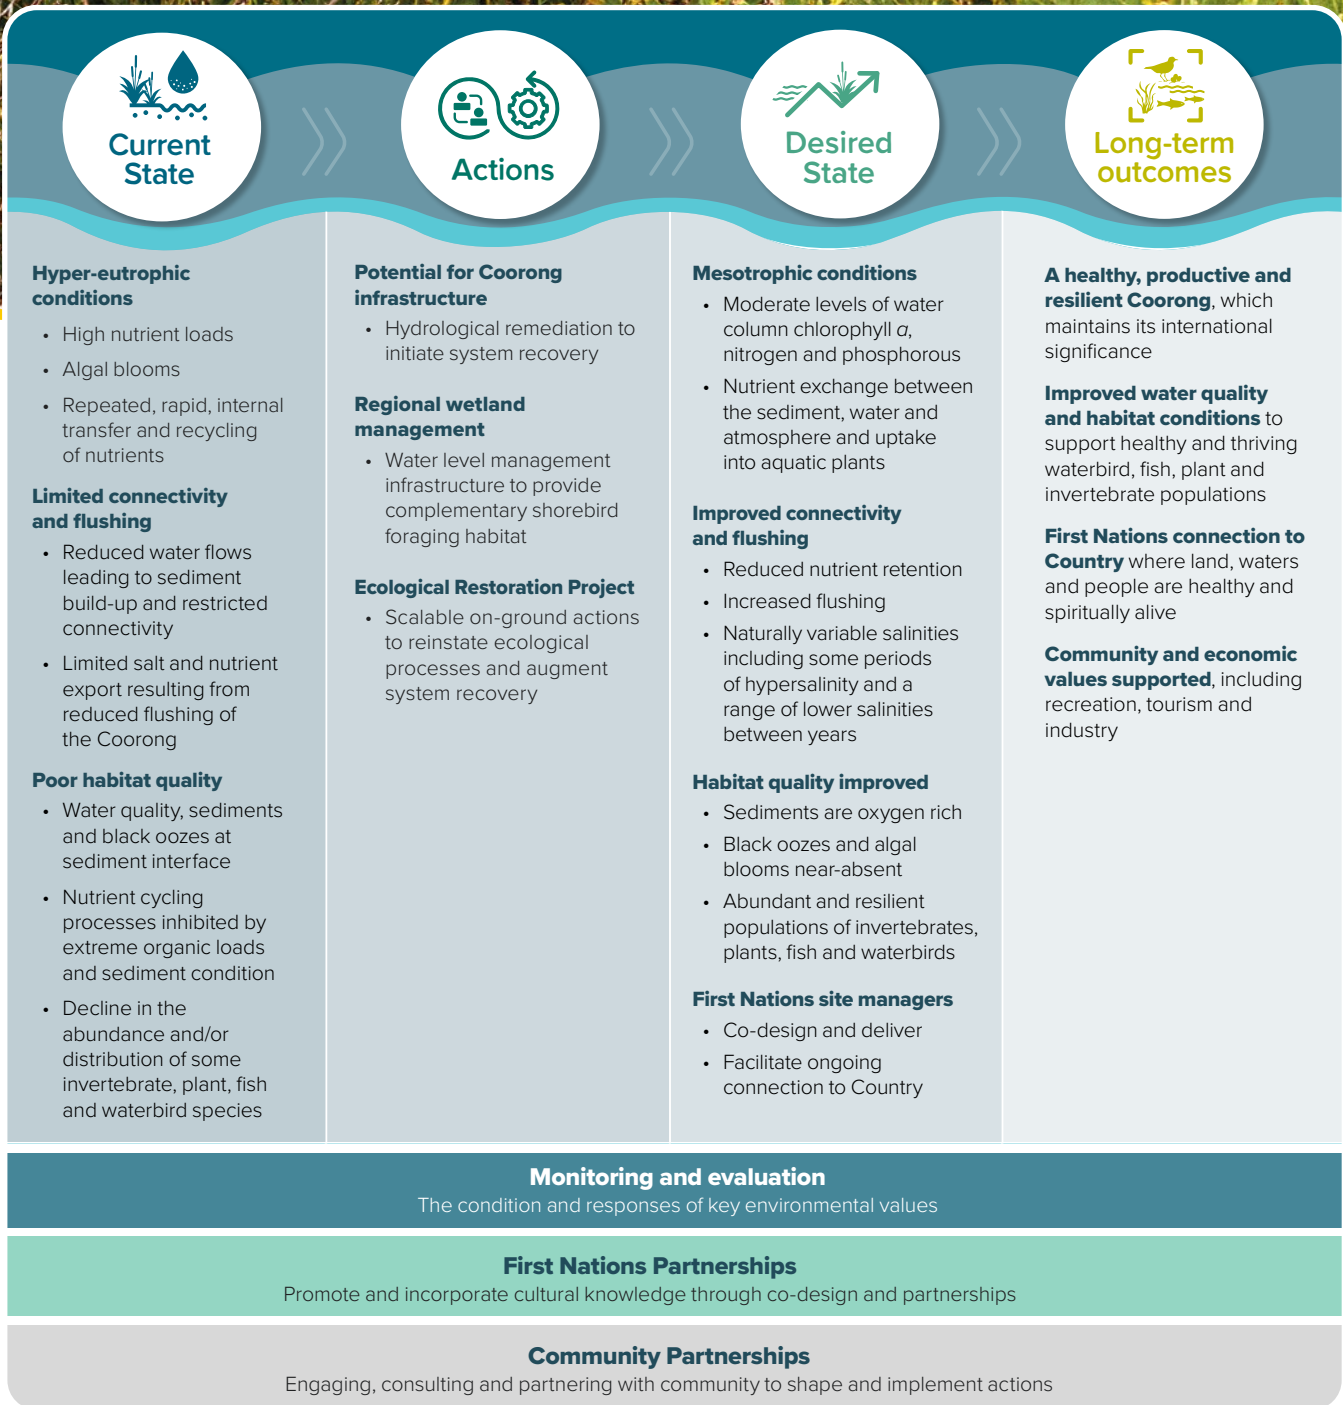 Current
State
Actions
Desired
State
Long-term
outcomes
Hyper-eutrophic
conditions
• High nutrient loads
• Algal blooms
• Repeated, rapid, internal
transfer and recycling
of nutrients
Limited connectivity
and flushing
• Reduced water flows
leading to sediment
build-up and restricted
connectivity
• Limited salt and nutrient
export resulting from
reduced flushing of
the Coorong
Poor habitat quality
• Water quality, sediments
and black oozes at
sediment interface
• Nutrient cycling
processes inhibited by
extreme organic loads
and sediment condition
• Decline in the
abundance and/or
distribution of some
invertebrate, plant, fish
and waterbird species
Potential for Coorong
infrastructure
• Hydrological remediation to
initiate system recovery
Regional wetland
management
• Water level management
infrastructure to provide
complementary shorebird
foraging habitat
Ecological Restoration Project
• Scalable on-ground actions
to reinstate ecological
processes and augment
system recovery
Mesotrophic conditions
• Moderate levels of water
column chlorophyll a,
nitrogen and phosphorous
• Nutrient exchange between
the sediment, water and
atmosphere and uptake
into aquatic plants
Improved connectivity
and flushing
• Reduced nutrient retention
• Increased flushing
• Naturally variable salinities
including some periods
of hypersalinity and a
range of lower salinities
between years
Habitat quality improved
• Sediments are oxygen rich
• Black oozes and algal
blooms near-absent
• Abundant and resilient
populations of invertebrates,
plants, fish and waterbirds
First Nations site managers
• Co-design and deliver
• Facilitate ongoing
connection to Country
A healthy, productive and
resilient Coorong, which
maintains its international
significance
Improved water quality
and habitat conditions to
support healthy and thriving
waterbird, fish, plant and
invertebrate populations
First Nations connection to
Country where land, waters
and people are healthy and
spiritually alive
Community and economic
values supported, including
recreation, tourism and
industry
Monitoring and evaluation
The condition and responses of key environmental values
First Nations Partnerships
Promote and incorporate cultural knowledge through co-design and partnerships
Community Partnerships
Engaging, consulting and partnering with community to shape and implement actions